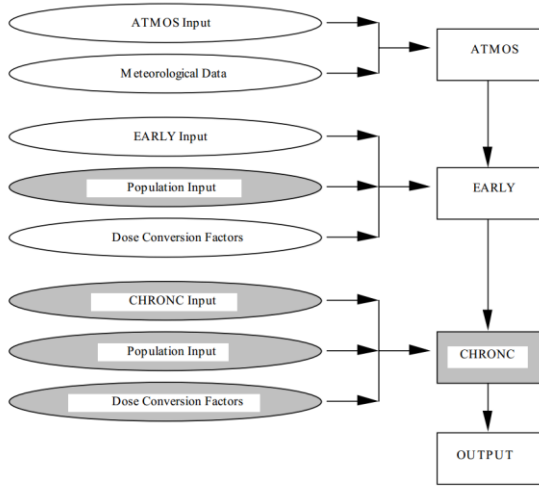 ATMOS Input
ATMOS
Meteorological Data
EARLY Input
Population Input
EARLY
Dose Conversion Factors
CHRONC Input
Population Input
CHRONC
Dose Conversion Factors
OUTPUT